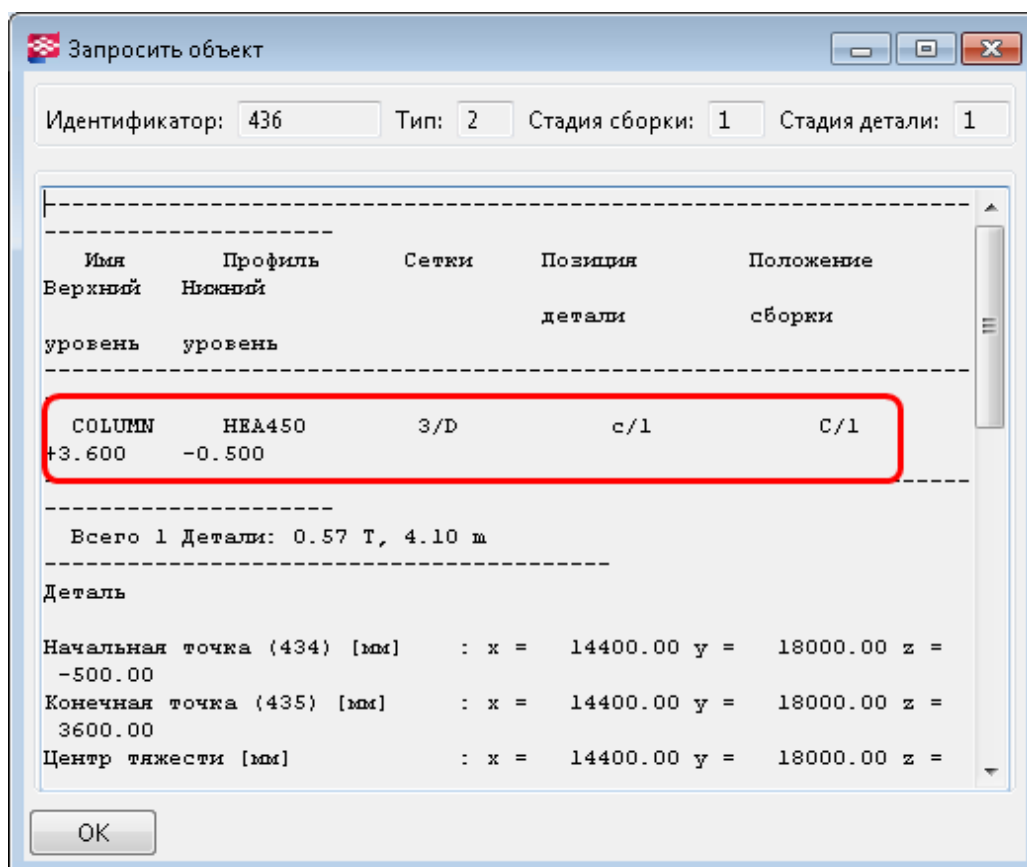 Запросить объект
Идентификатор: 436 Тип: 2 Стадия сборки: 1 Стадия детали: 1
--------------------------------------------------------------------
---------------------
Имя Профиль Сетки Позиция Положение
Верхний Нижний
детали сборки
уровень уровень
--------------------------------------------------------------------
COLUMN HEA450 3/D c/1 C/1
+3.600 -0.500
--------------------------------------------------------------------
---------------------
Всего 1 Детали: 0.57 T, 4.10 m
-----------------------------------------
Деталь
Начальная точка (434) [мм] : x = 14400.00 y = 18000.00 z =
-500.00
Конечная точка (435) [мм] : x = 14400.00 y = 18000.00 z =
3600.00
Центр тяжести [мм] : x = 14400.00 y = 18000.00 z =
OK